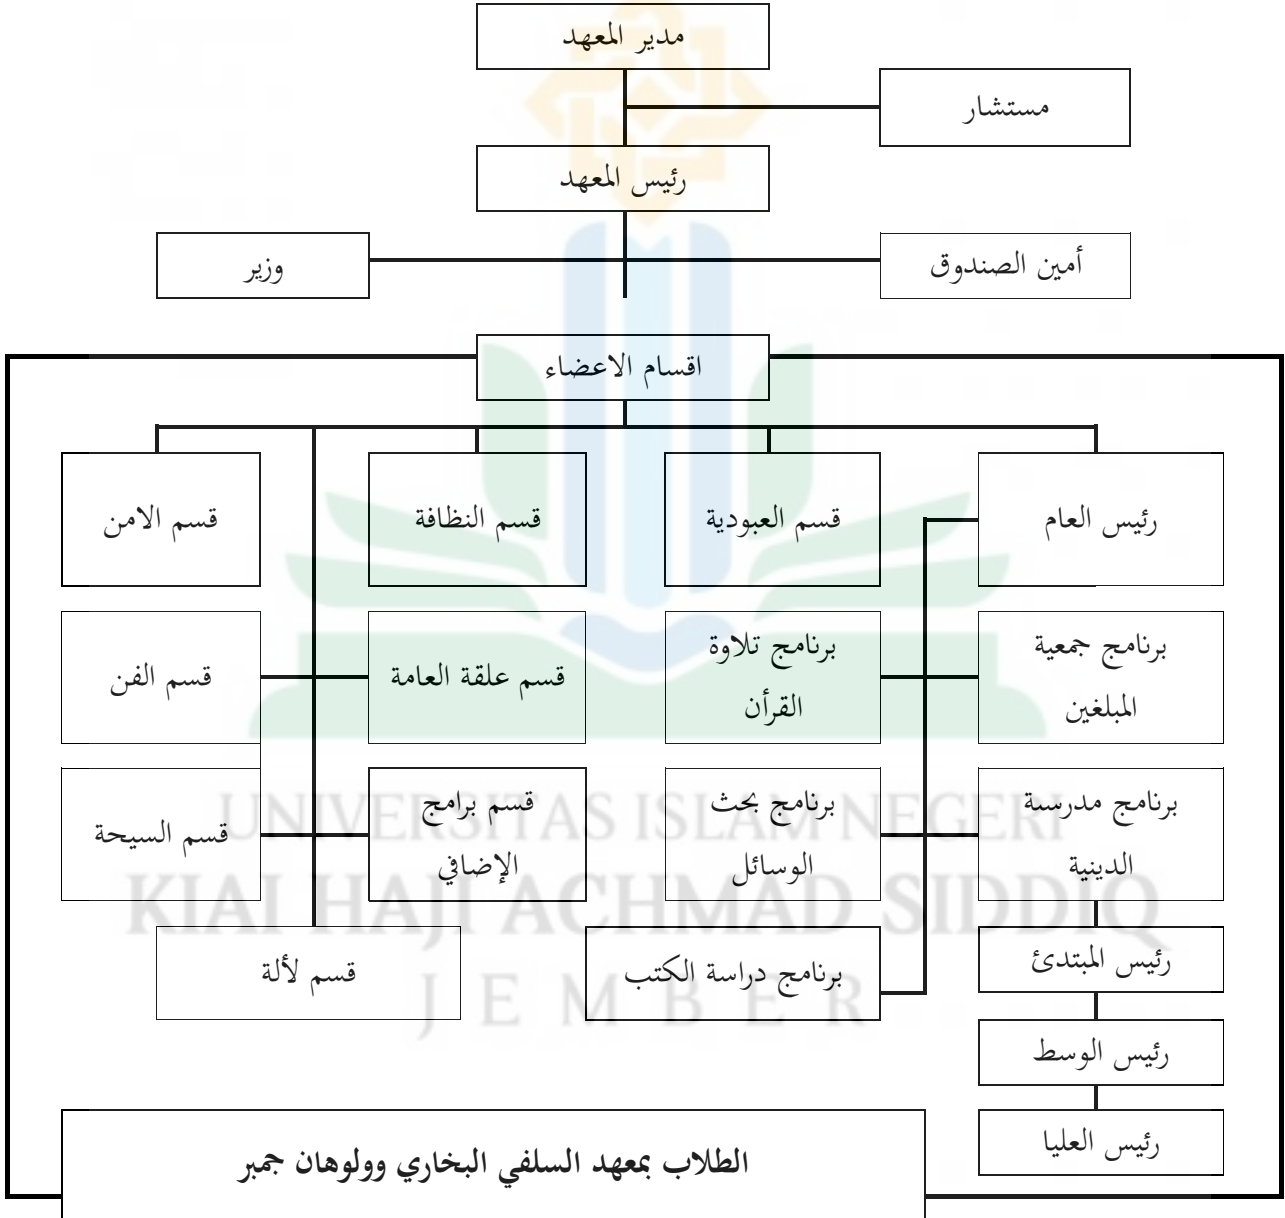 مدير المعهد
مستشار
رئيس المعهد
أمين الصندوق
وزير
اقسام الاعضاء
رئيس العام
قسم العبودية
قسم النظافة
قسم الامن
برنامج جمعية
المبلغين
برنامج تلاوة
القرأن
قسم علقة العامة
قسم الفن
برنامج مدرسة
الدينية
برنامج بحث
الوسائل
قسم برامج
الإضافي
قسم السيحة
رئيس المبتدئ
برنامج دراسة الكتب
قسم لألة
رئيس الوسط
رئيس العليا
الطلاب بمعهد السلفي البخاري وولوهان جمبر
UNIVERSITAS ISLAM NEGERI
KIAI HAJI ACHMAD SIDDIQ
JEMBER